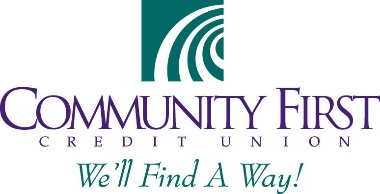 COMMUNITY FIRST
CREDIT UNION
We'll Find A Way!